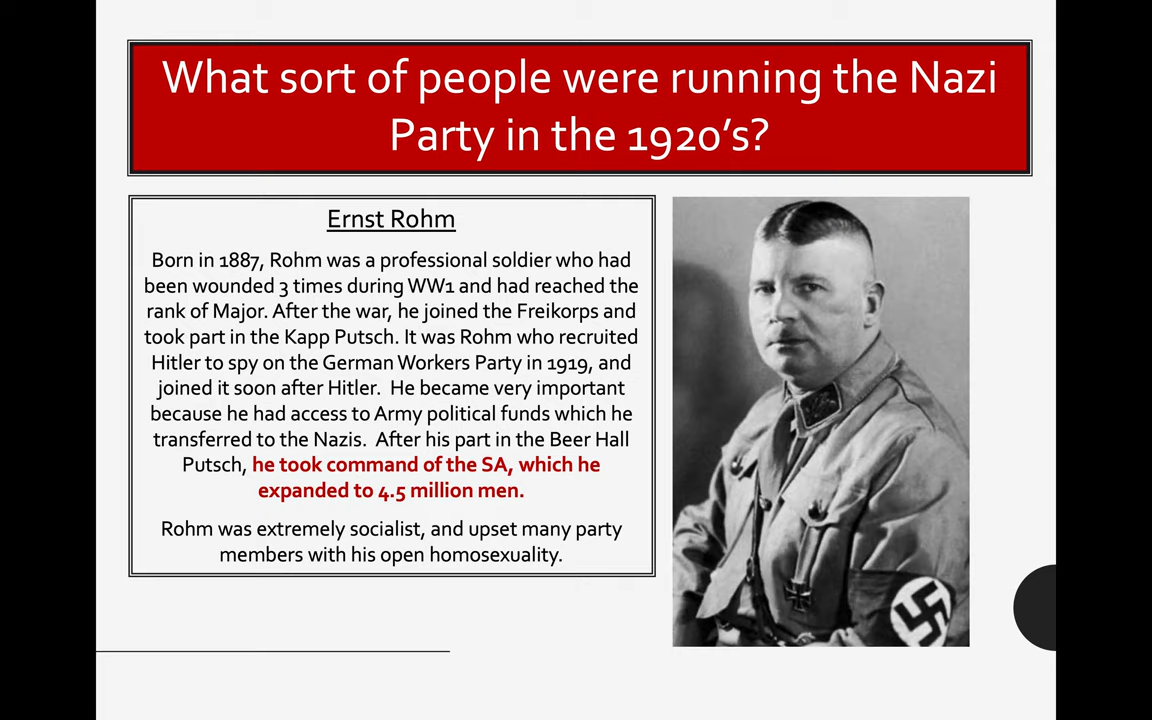 What sort of people were running the Nazi
Party in the 1920’s?
Ernst Rohm
Born in 1887, Rohm was a professional soldier who had
been wounded 3 times during WW1 and had reached the
rank of Major. After the war, he joined the Freikorps and
took part in the Kapp Putsch. It was Rohm who recruited
Hitler to spy on the German Workers Party in 1919, and
joined it soon after Hitler. He became very important
because he had access to Army political funds which he
transferred to the Nazis. After his part in the Beer Hall
Putsch, he took command of the SA, which he
expanded to 4.5 million men.
Rohm was extremely socialist, and upset many party
members with his open homosexuality.